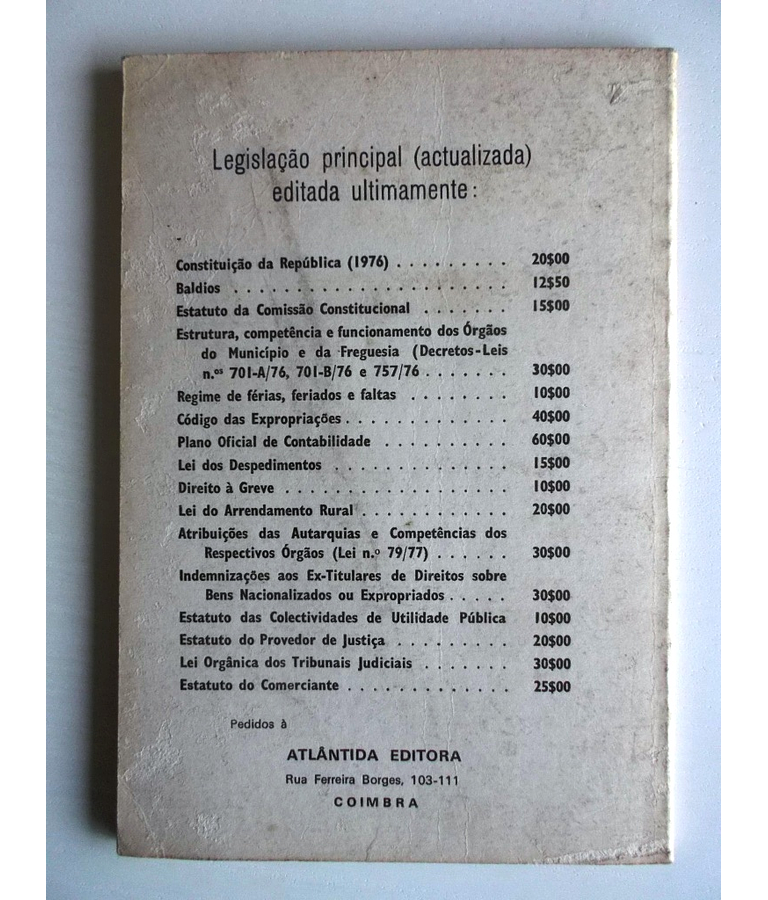 Legislação principal (actualizada)
editada ultimamente:
Constituição da República (1976) . . . . . . . . . 20$00
Baldios . . . . . . . . . . . . . . . . . . . . . . 12$50
Estatuto da Comissão Constitucional . . . . . . . 15$00
Estrutura, competência e funcionamento dos Órgãos
do Município e da Freguesia (Decretos-Leis
n.os 701-A/76, 701-B/76 e 757/76 . . . . . . . 30$00
Regime de férias, feriados e faltas . . . . . . . . 10$00
Código das Expropriações . . . . . . . . . . . . . 40$00
Plano Oficial de Contabilidade . . . . . . . . . . 60$00
Lei dos Despedimentos . . . . . . . . . . . . . . 15$00
Direito à Greve . . . . . . . . . . . . . . . . . . 10$00
Lei do Arrendamento Rural . . . . . . . . . . . . 20$00
Atribuições das Autarquias e Competências dos
Respectivos Órgãos (Lei n.º 79/77) . . . . . . 30$00
Indemnizações aos Ex-Titulares de Direitos sobre
Bens Nacionalizados ou Expropriados . . . . . 30$00
Estatuto das Colectividades de Utilidade Pública 10$00
Estatuto do Provedor de Justiça . . . . . . . . . 20$00
Lei Orgânica dos Tribunais Judiciais . . . . . . . 30$00
Estatuto do Comerciante . . . . . . . . . . . . . 25$00
Pedidos à
ATLÂNTIDA EDITORA
Rua Ferreira Borges, 103-111
COIMBRA